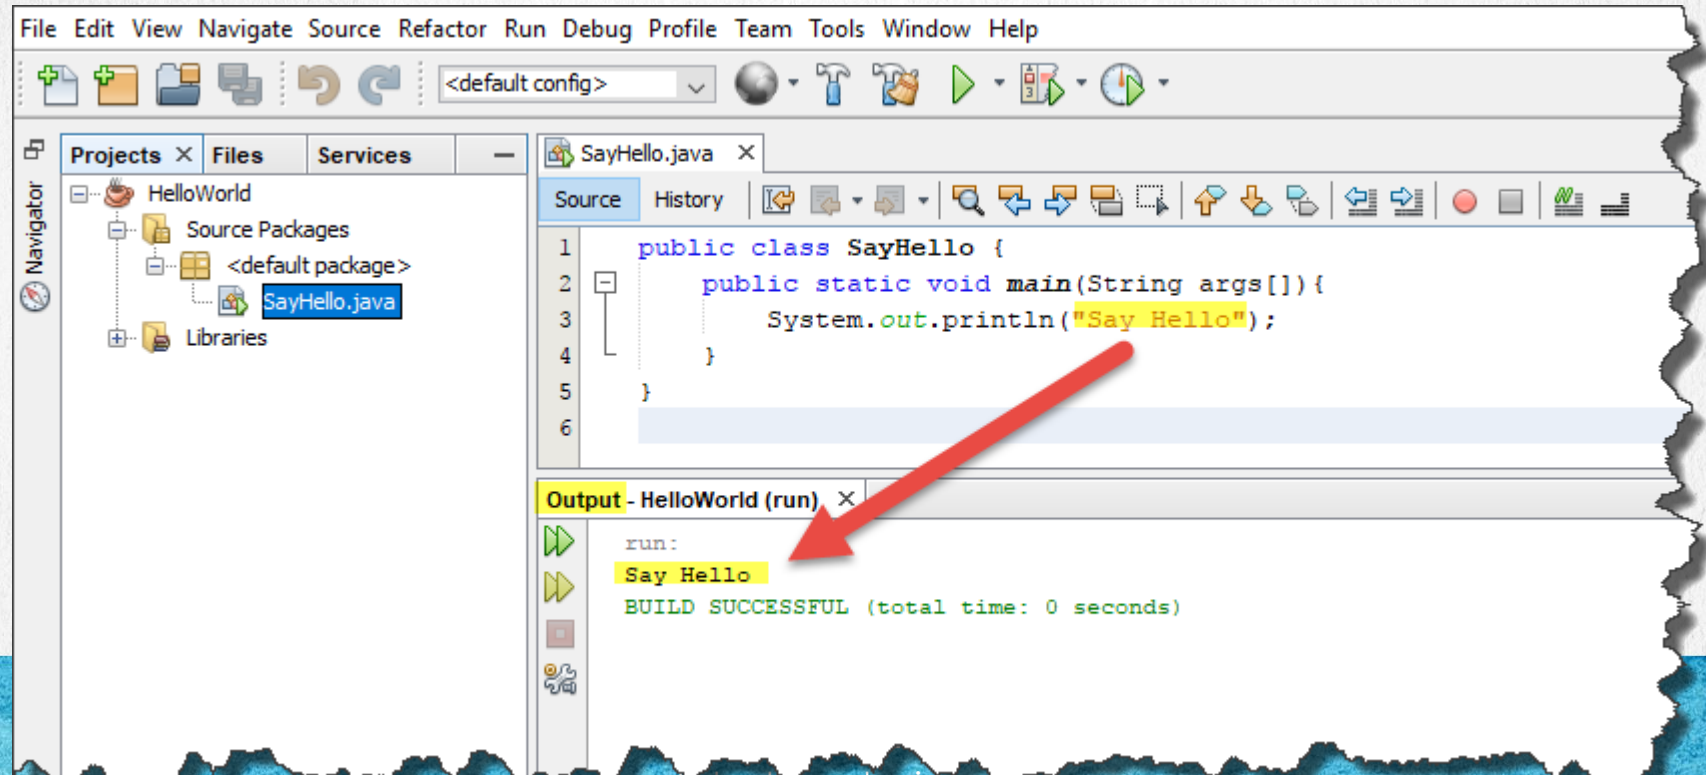 File Edit View Navigate Source Refactor Run Debug Profile Team Tools Window Help
<default config>
Projects Files Services
Navigator
HelloWorld
Source Packages
<default package>
SayHello.java
Libraries
SayHello.java
Source History
1 public class SayHello {
2 public static void main(String args[]){
3 System.out.println("Say Hello");
4 }
5 }
6
Output - HelloWorld (run)
run:
Say Hello
BUILD SUCCESSFUL (total time: 0 seconds)